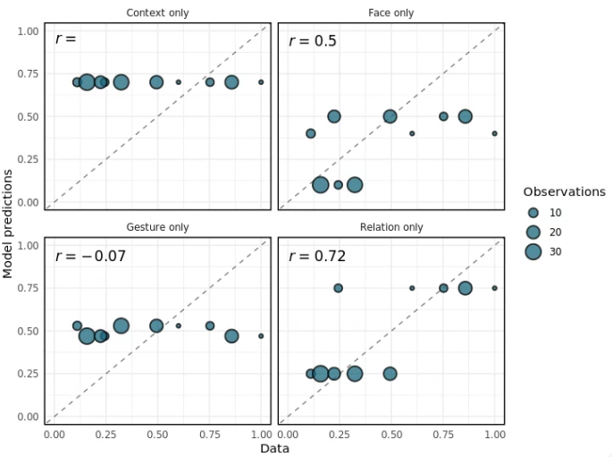 Context only
Face only
1.00
0.75
0.50
0.25
0.00
r =
r = 0.5
Gesture only
Relation only
1.00
0.75
0.50
0.25
0.00
r = −0.07
r = 0.72
0.00 0.25 0.50 0.75 1.00
0.00 0.25 0.50 0.75 1.00
Model predictions
Data
Observations
10
20
30